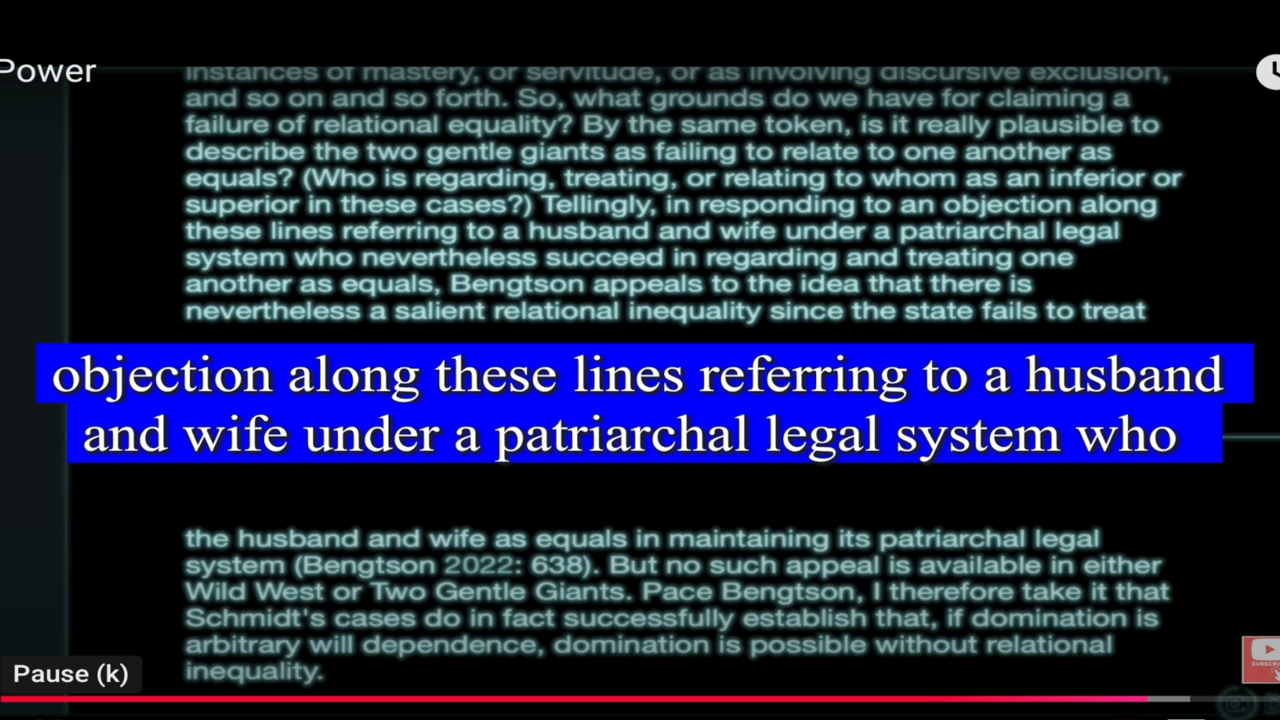 Power
instances of mastery, or servitude, or as involving discursive exclusion,
and so on and so forth. So, what grounds do we have for claiming a
failure of relational equality? By the same token, is it really plausible to
describe the two gentle giants as failing to relate to one another as
equals? (Who is regarding, treating, or relating to whom as an inferior or
superior in these cases?) Tellingly, in responding to an objection along
these lines referring to a husband and wife under a patriarchal legal
system who nevertheless succeed in regarding and treating one
another as equals, Bengtson appeals to the idea that there is
nevertheless a salient relational inequality since the state fails to treat
objection along these lines referring to a husband
and wife under a patriarchal legal system who
the husband and wife as equals in maintaining its patriarchal legal
system (Bengtson 2022: 638). But no such appeal is available in either
Wild West or Two Gentle Giants. Pace Bengtson, I therefore take it that
Schmidt's cases do in fact successfully establish that, if domination is
arbitrary will dependence, domination is possible without relational
inequality.
Pause (k)